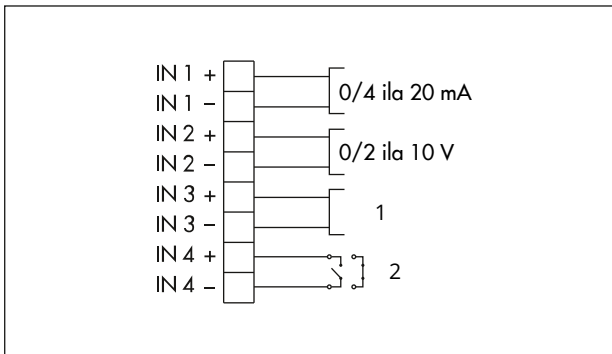 IN 1 +
0/4 ila 20 mA
IN 1 –
IN 2 +
0/2 ila 10 V
IN 2 –
IN 3 +
1
IN 3 –
IN 4 +
2
IN 4 –